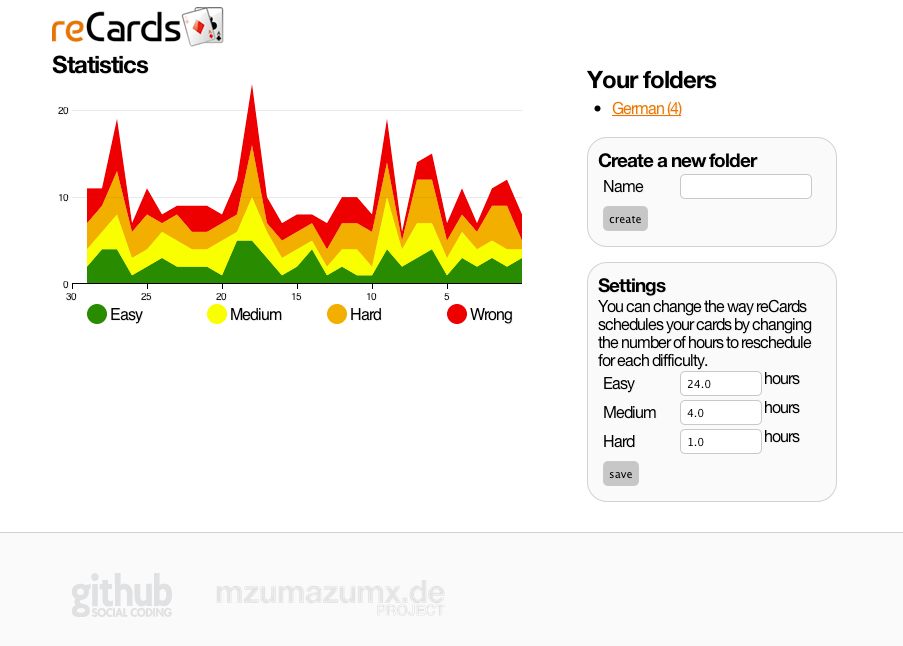 reCards
Statistics
20
10
0
30 25 20 15 10 5
Easy Medium Hard Wrong
Your folders
German (4)
Create a new folder
Name
create
Settings
You can change the way reCards
schedules your cards by changing
the number of hours to reschedule
for each difficulty.
Easy 24.0 hours
Medium 4.0 hours
Hard 1.0 hours
save
github
SOCIAL CODING
mzumazumx.de
PROJECT